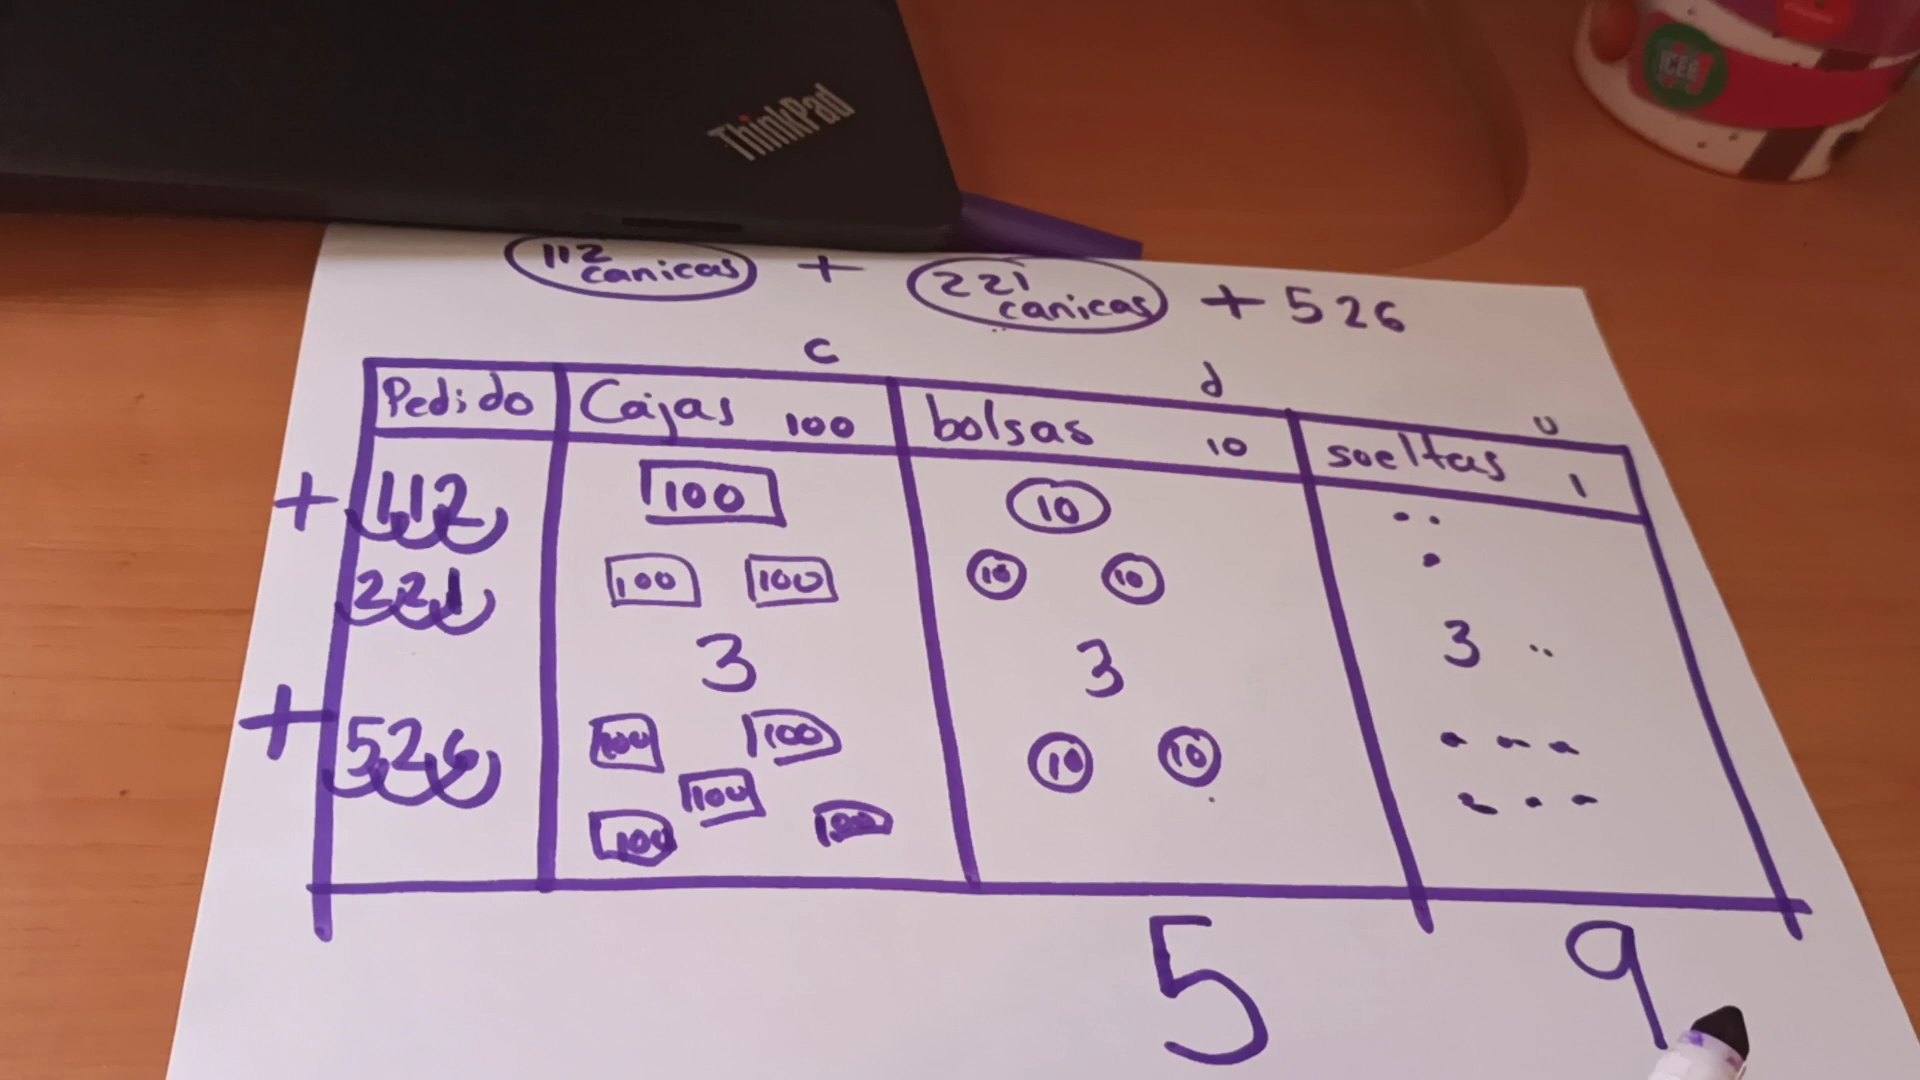 ThinkPad
112 canicas + 221 canicas + 526
c d u
Pedido Cajas 100 bolsas 10 sueltas 1
+ 112 100 10
221 100 100 10 10
3 3 3
+ 526 100 100 10 10
100
100 100
5 9